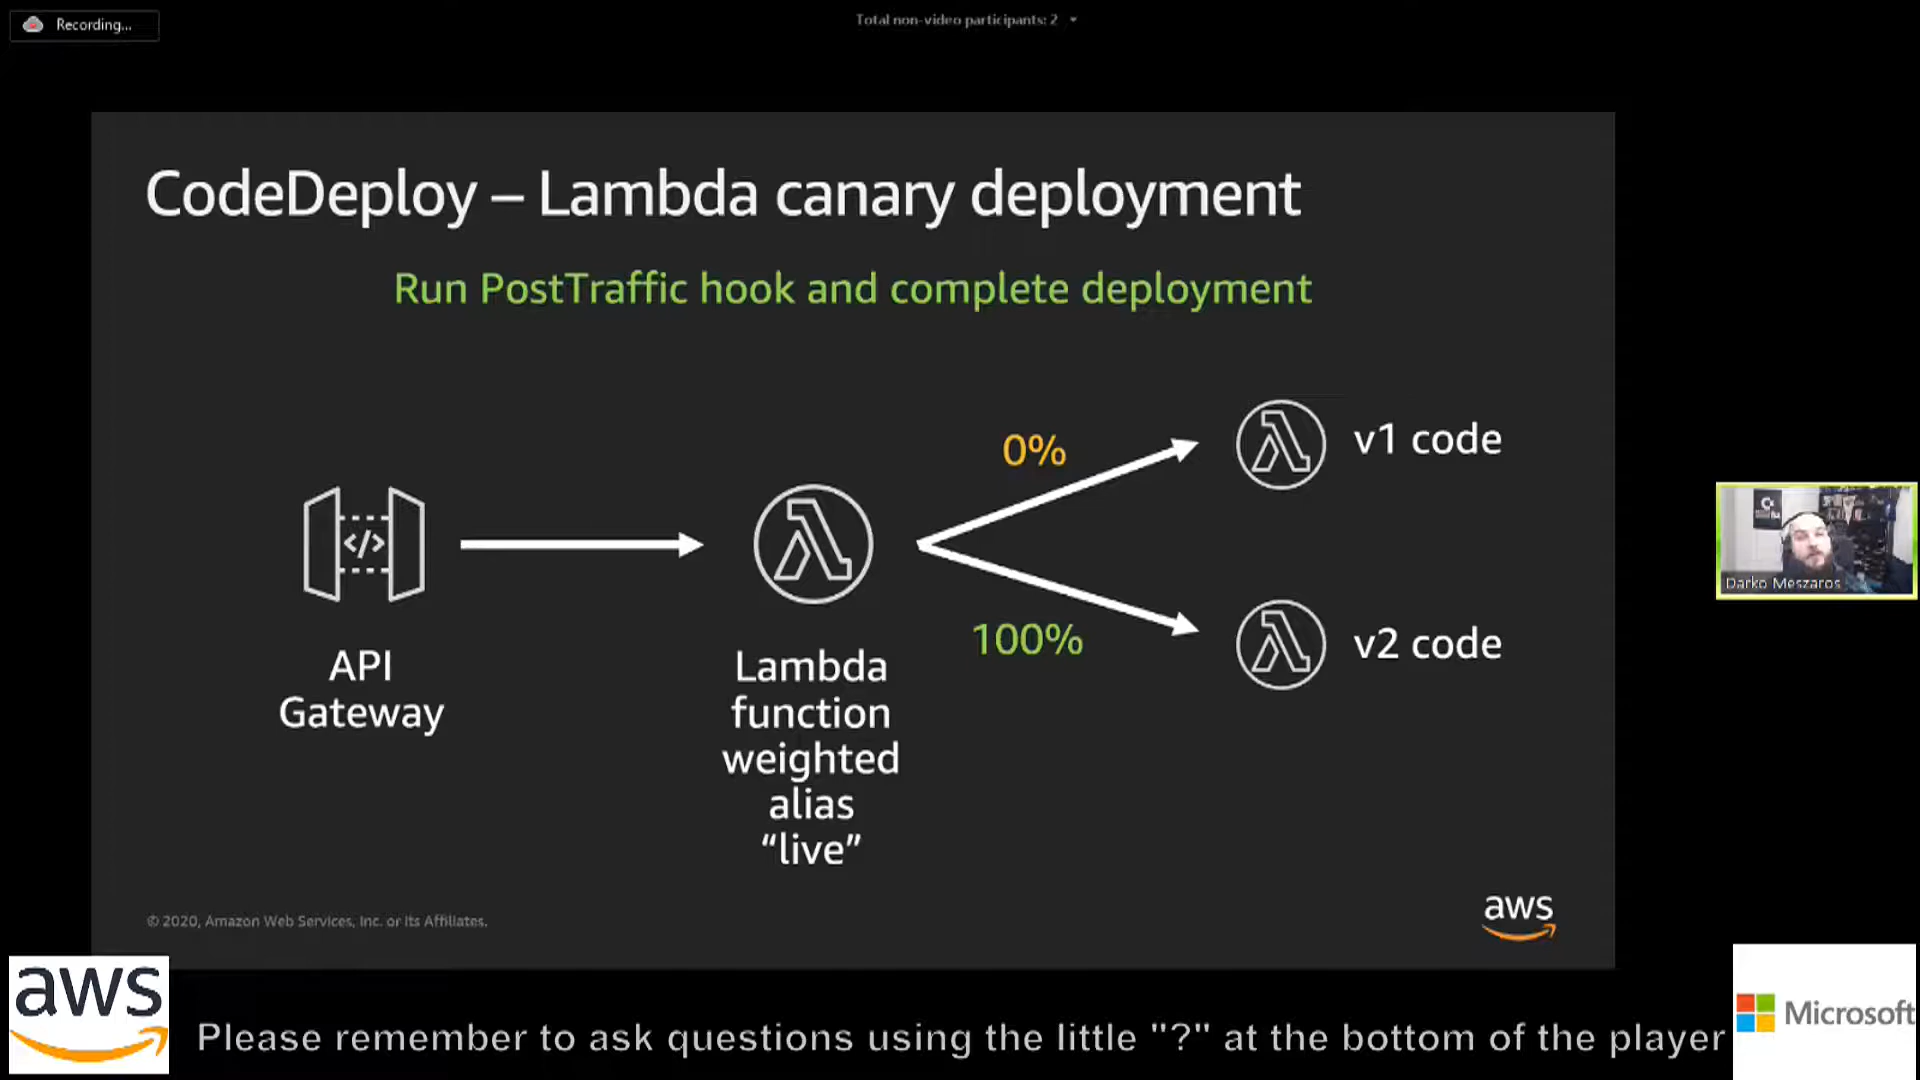 Recording...
Total non-video participants: 2
CodeDeploy – Lambda canary deployment
Run PostTraffic hook and complete deployment
0%
v1 code
</>
100%
v2 code
API
Gateway
Lambda
function
weighted
alias
“live”
Darko Meszaros
© 2020, Amazon Web Services, Inc. or its Affiliates.
aws
aws
Please remember to ask questions using the little "?" at the bottom of the player
Microsoft